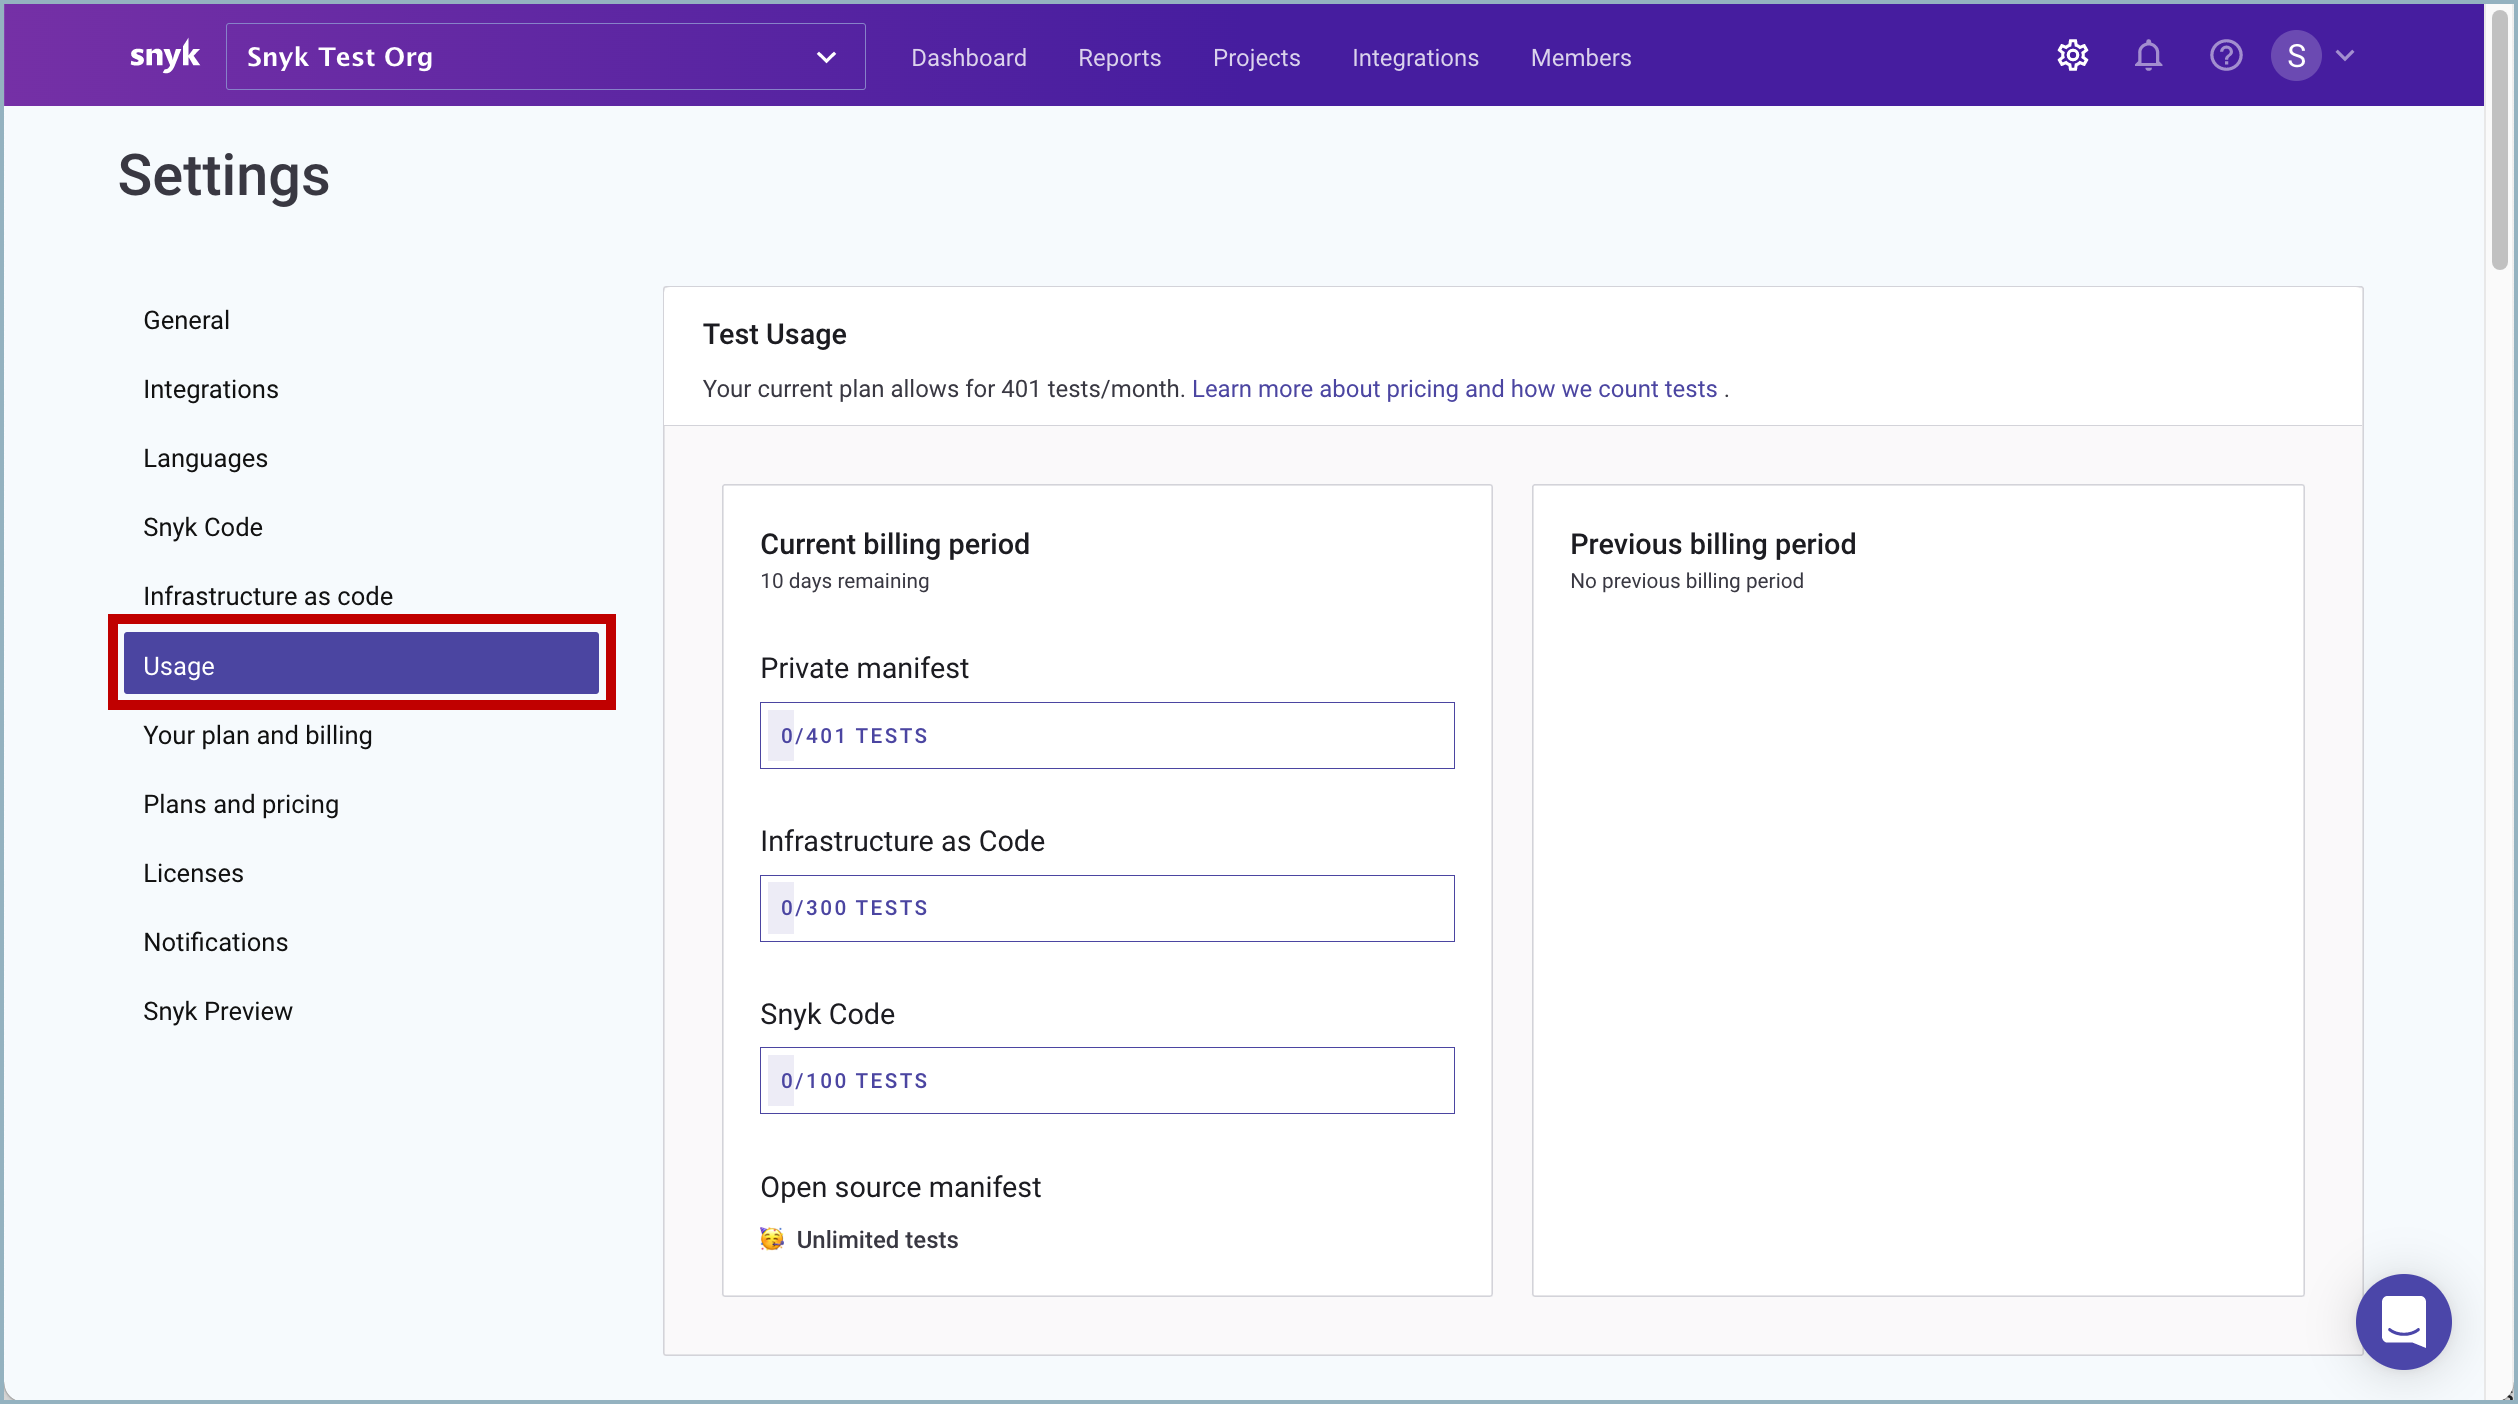 snyk
Snyk Test Org
Dashboard
Reports
Projects
Integrations
Members
S
Settings
General
Integrations
Languages
Snyk Code
Infrastructure as code
Usage
Your plan and billing
Plans and pricing
Licenses
Notifications
Snyk Preview
Test Usage
Your current plan allows for 401 tests/month. Learn more about pricing and how we count tests .
Current billing period
10 days remaining
Private manifest
0/401 TESTS
Infrastructure as Code
0/300 TESTS
Snyk Code
0/100 TESTS
Open source manifest
🥳 Unlimited tests
Previous billing period
No previous billing period